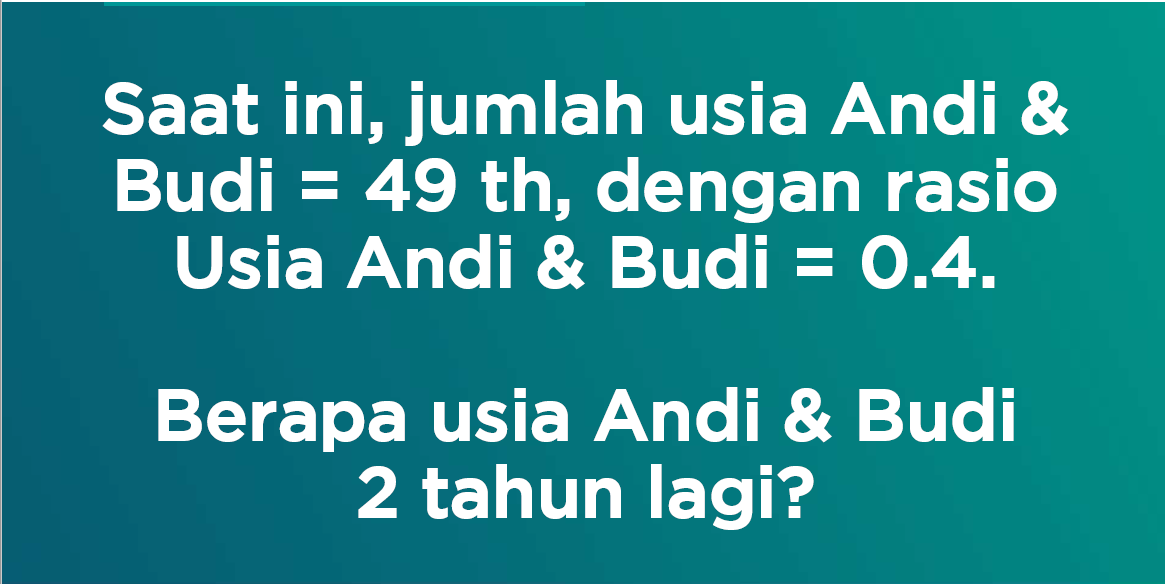 Saat ini, jumlah usia Andi &
Budi = 49 th, dengan rasio
Usia Andi & Budi = 0.4.
Berapa usia Andi & Budi
2 tahun lagi?